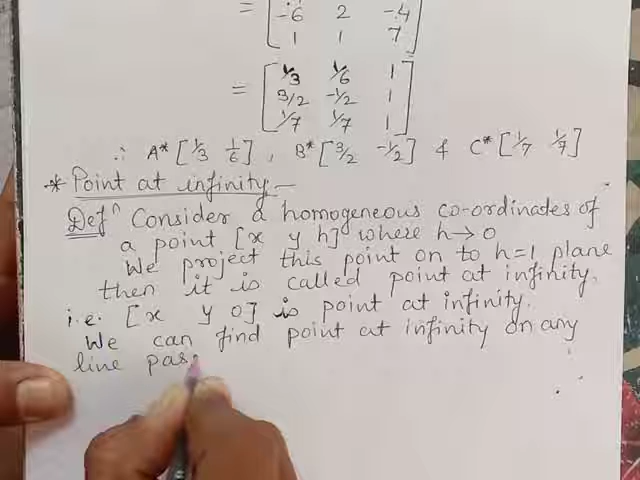 = [ -6 2 -4
1 1 7 ]
= [ 1/3 1/6 1
3/2 -1/2 1
1/7 1/7 1 ]
∴ A* [1/3 1/6], B* [3/2 -1/2] & C* [1/7 1/7]
* Point at infinity —
Defⁿ Consider a homogeneous co-ordinates of
a point [x y h] where h→0
We project this point on to h=1 plane
then it is called point at infinity.
i.e. [x y 0] is point at infinity.
We can find point at infinity on any
line pas